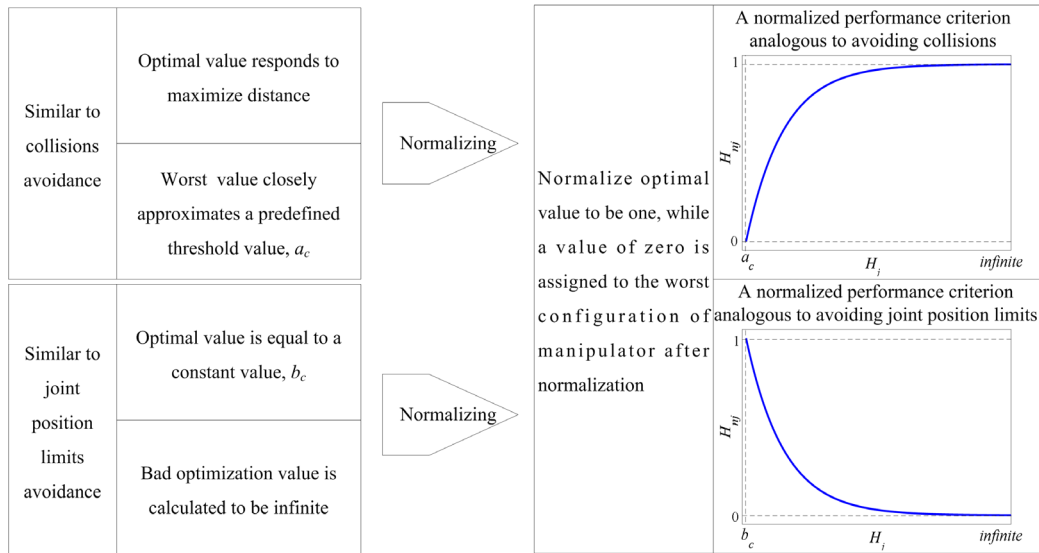 Similar to
collisions
avoidance
Optimal value responds to
maximize distance
Worst value closely
approximates a predefined
threshold value, a_c
Normalizing
Similar to
joint
position
limits
avoidance
Optimal value is equal to a
constant value, b_c
Bad optimization value is
calculated to be infinite
Normalizing
Normalize optimal
value to be one, while
a value of zero is
assigned to the worst
configuration of
manipulator after
normalization
A normalized performance criterion
analogous to avoiding collisions
1
H_nj
0
a_c
H_j
infinite
A normalized performance criterion
analogous to avoiding joint position limits
1
H_nj
0
b_c
H_j
infinite